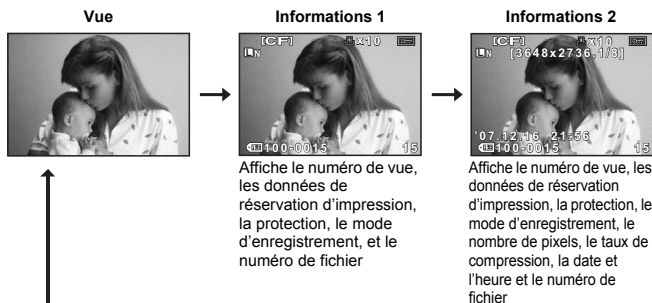 Vue
Informations 1
Informations 2
[CF] x10
LN
100-0015 15
[CF] x10
LN [3648x2736,1/8]
'07.12.16 21:56
100-0015 15
Affiche le numéro de vue,
les données de
réservation d'impression,
la protection, le mode
d'enregistrement, et le
numéro de fichier
Affiche le numéro de vue, les
données de réservation
d'impression, la protection, le
mode d'enregistrement, le
nombre de pixels, le taux de
compression, la date et
l'heure et le numéro de
fichier